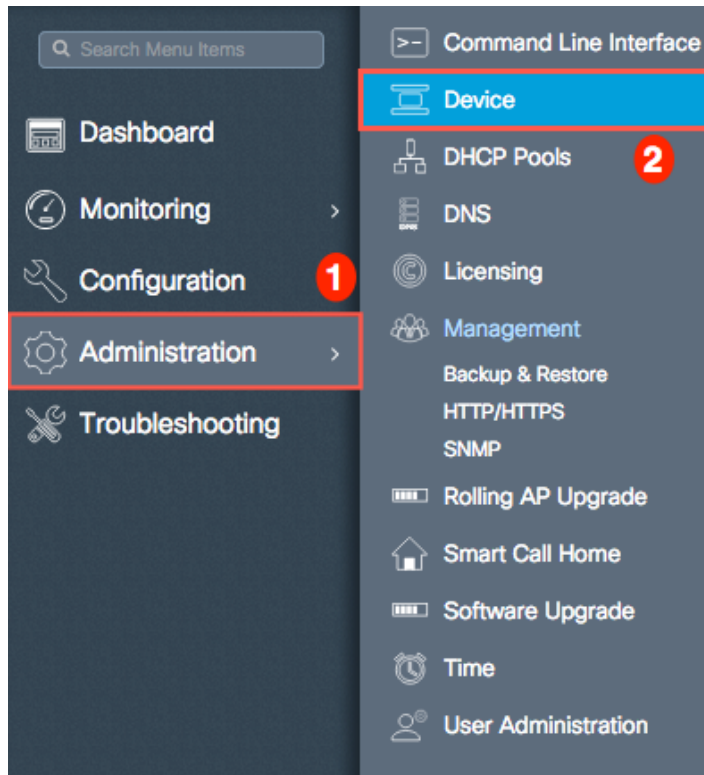 Search Menu Items
Dashboard
Monitoring
Configuration
1
Administration
Troubleshooting
Command Line Interface
Device
DHCP Pools
2
DNS
DNS
Licensing
Management
Backup & Restore
HTTP/HTTPS
SNMP
Rolling AP Upgrade
Smart Call Home
Software Upgrade
Time
User Administration